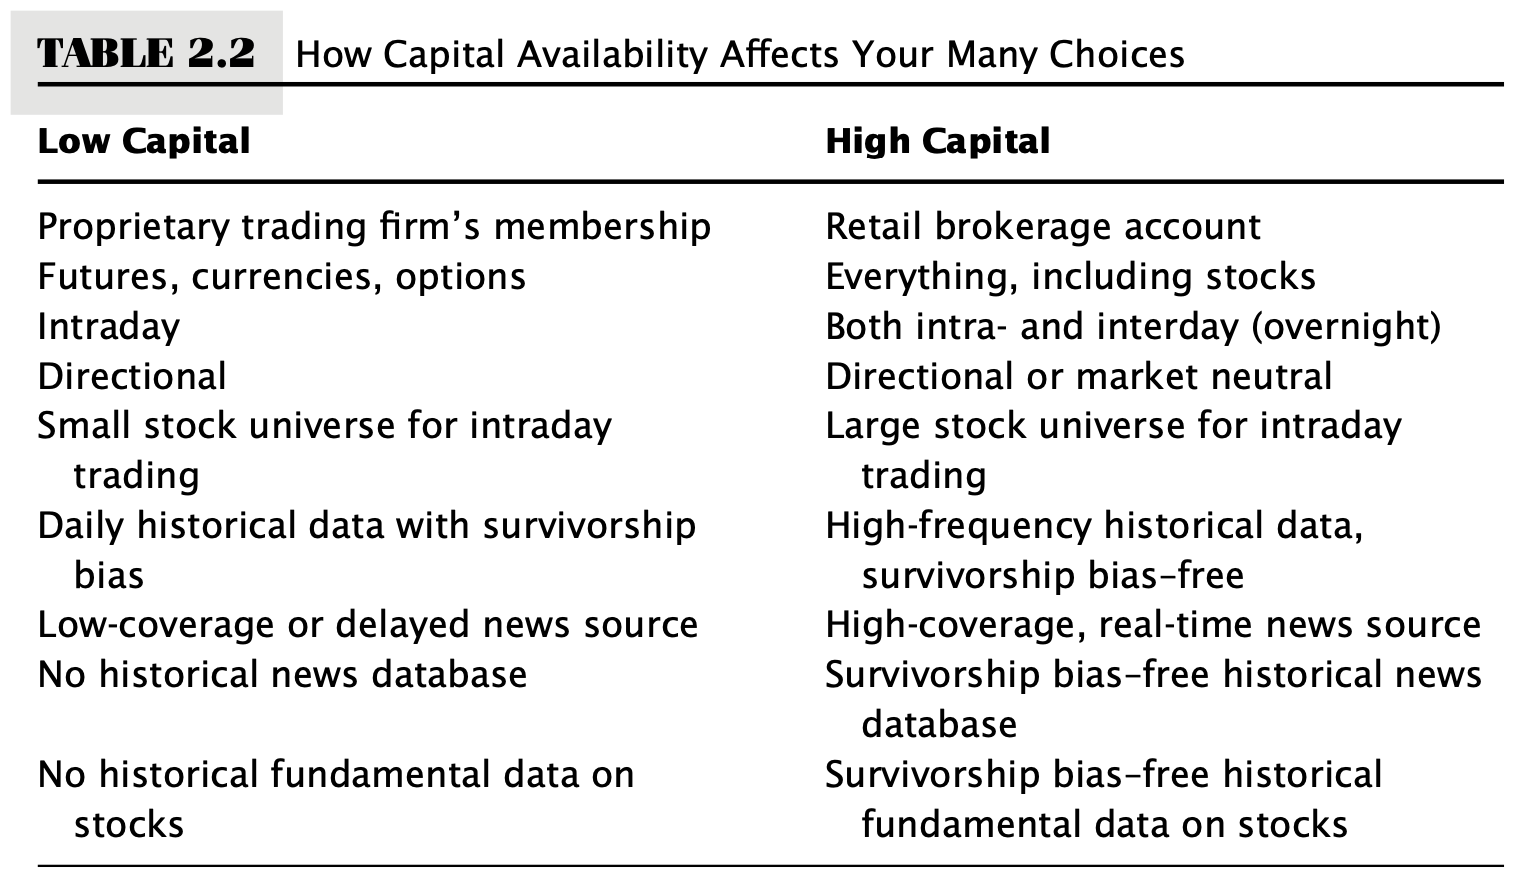 TABLE 2.2 How Capital Availability Affects Your Many Choices
Low Capital High Capital
Proprietary trading firm’s membership Retail brokerage account
Futures, currencies, options Everything, including stocks
Intraday Both intra- and interday (overnight)
Directional Directional or market neutral
Small stock universe for intraday Large stock universe for intraday
trading trading
Daily historical data with survivorship High-frequency historical data,
bias survivorship bias–free
Low-coverage or delayed news source High-coverage, real-time news source
No historical news database Survivorship bias–free historical news
database
No historical fundamental data on Survivorship bias–free historical
stocks fundamental data on stocks